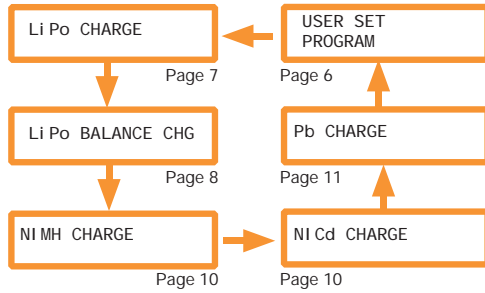 LiPo CHARGE
Page 7
USER SET
PROGRAM
Page 6
LiPo BALANCE CHG
Page 8
Pb CHARGE
Page 11
NIMH CHARGE
Page 10
NICd CHARGE
Page 10